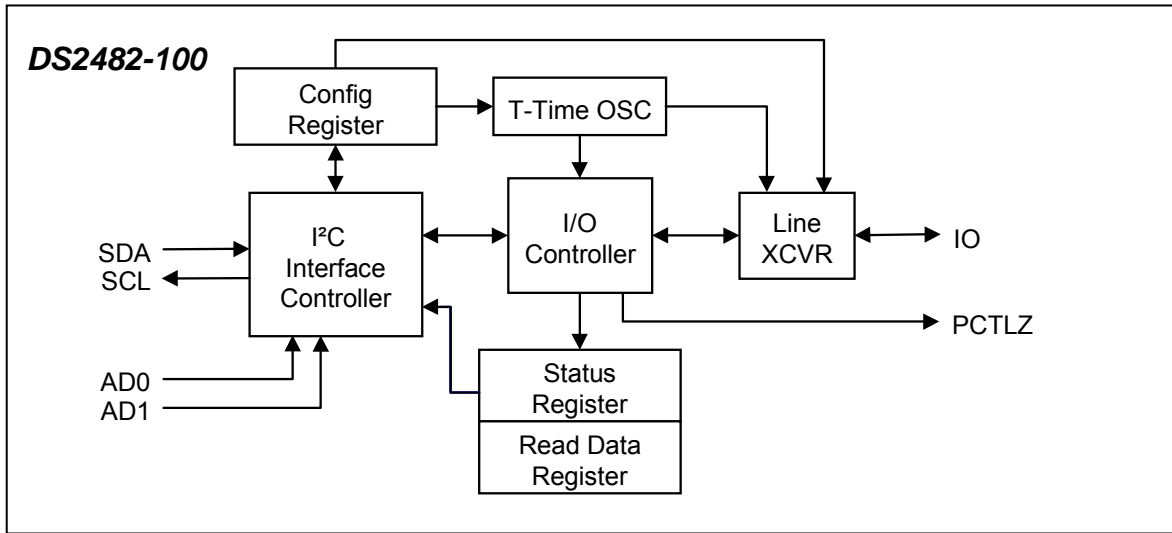 DS2482-100
Config
Register
T-Time OSC
I²C
Interface
Controller
I/O
Controller
Line
XCVR
SDA
SCL
IO
PCTLZ
AD0
AD1
Status
Register
Read Data
Register